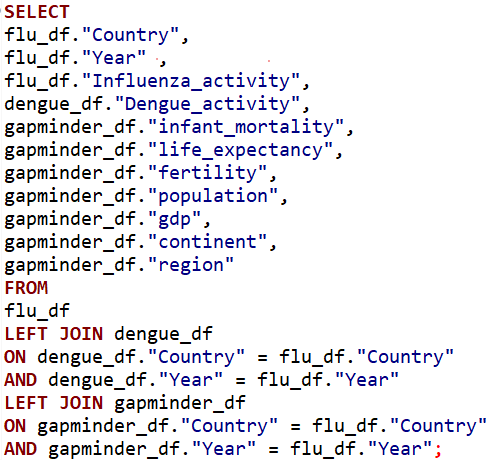 SELECT
flu_df."Country",
flu_df."Year" ,
flu_df."Influenza_activity",
dengue_df."Dengue_activity",
gapminder_df."infant_mortality",
gapminder_df."life_expectancy",
gapminder_df."fertility",
gapminder_df."population",
gapminder_df."gdp",
gapminder_df."continent",
gapminder_df."region"
FROM
flu_df
LEFT JOIN dengue_df
ON dengue_df."Country" = flu_df."Country"
AND dengue_df."Year" = flu_df."Year"
LEFT JOIN gapminder_df
ON gapminder_df."Country" = flu_df."Country"
AND gapminder_df."Year" = flu_df."Year";